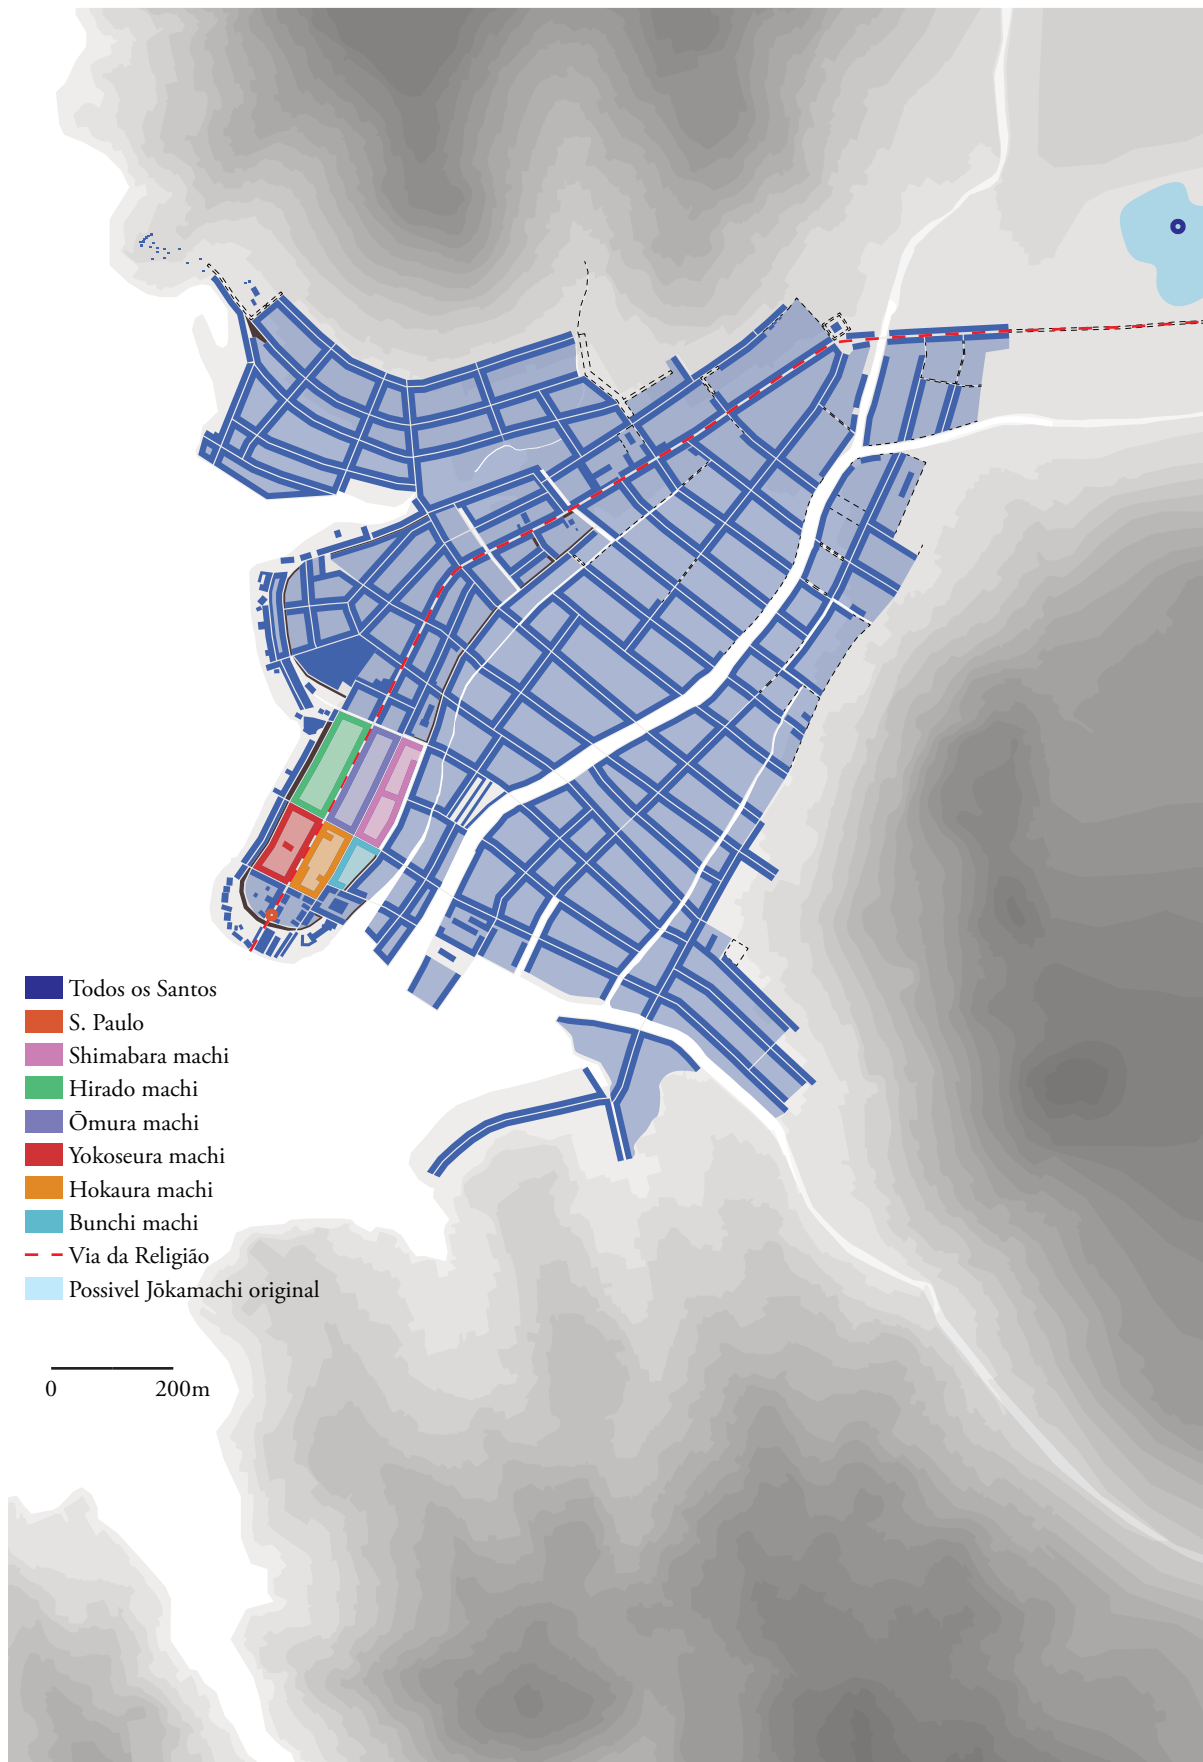 Todos os Santos
S. Paulo
Shimabara machi
Hirado machi
Ōmura machi
Yokoseura machi
Hokaura machi
Bunchi machi
Via da Religião
Possivel Jōkamachi original
0 200m